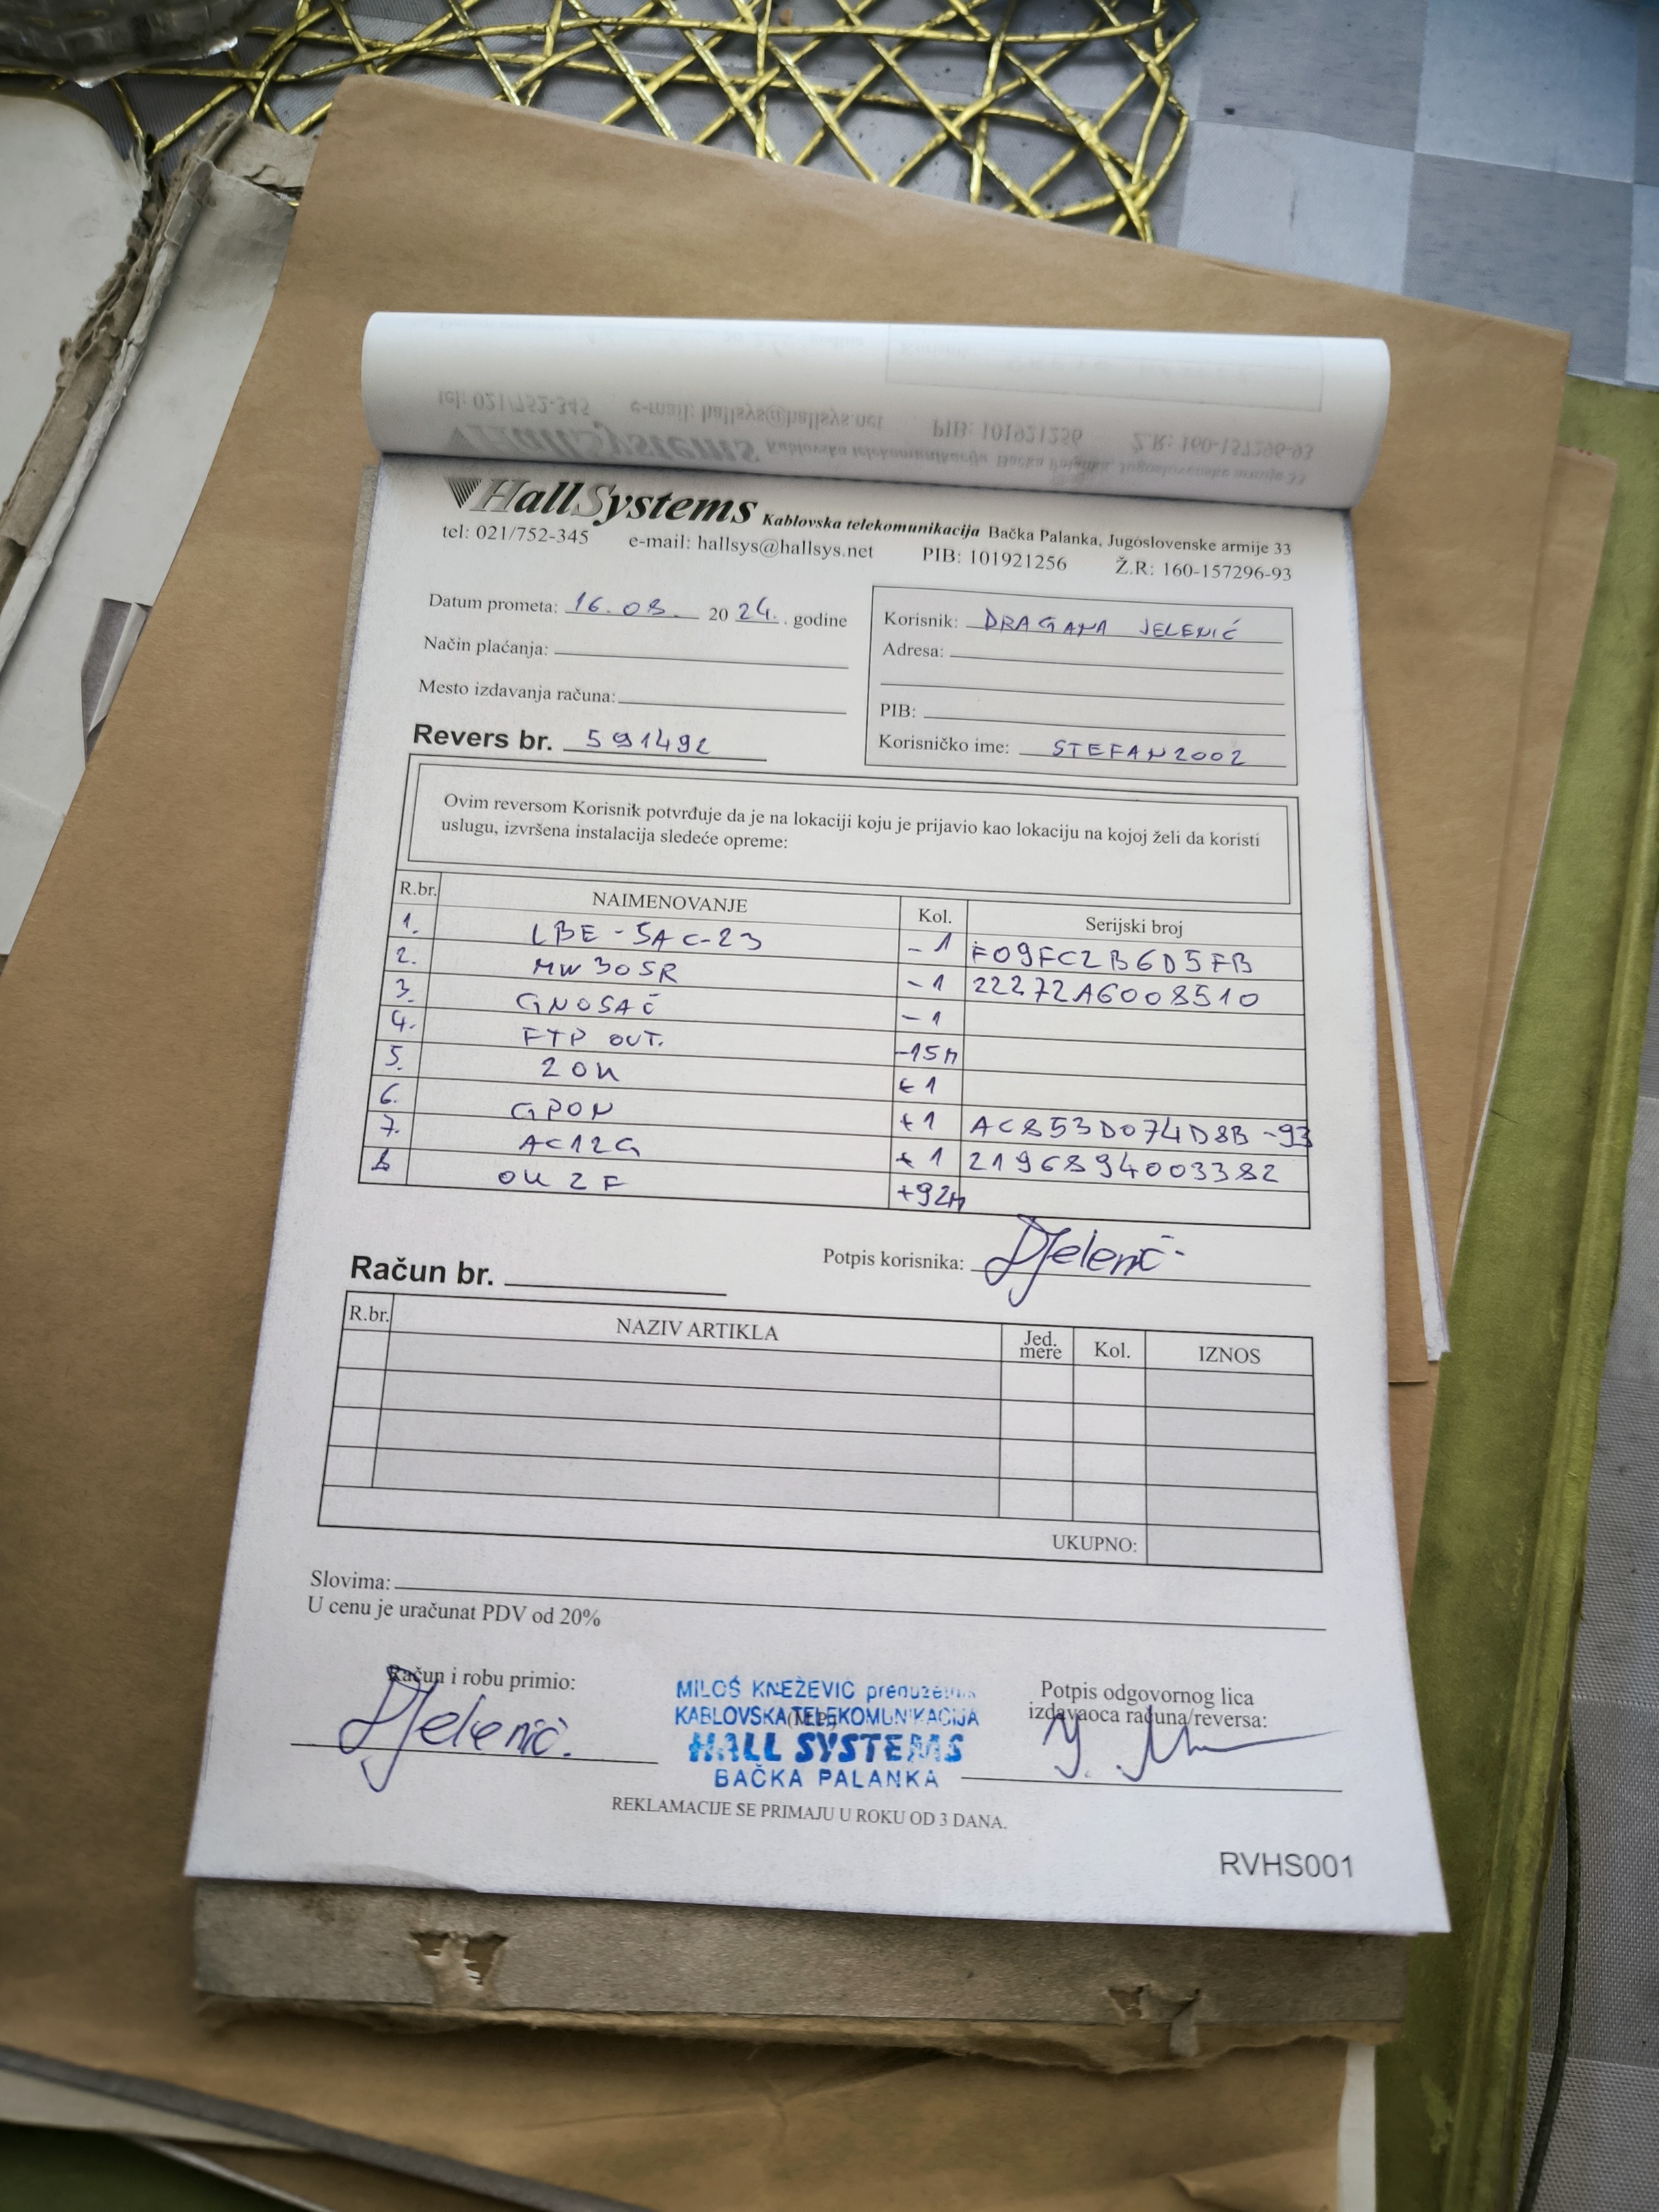 HallSystems Kablovska telekomunikacija Bačka Palanka, Jugoslovenske armije 33
tel: 021/752-345 e-mail: hallsys@hallsys.net PIB: 101921256 Ž.R: 160-157296-93
Datum prometa: 16.08. 2024. godine
Način plaćanja:
Mesto izdavanja računa:
Revers br. 591492
Korisnik: DRAGANA JELENIĆ
Adresa:
PIB:
Korisničko ime: STEFAN2002
Ovim reversom Korisnik potvrđuje da je na lokaciji koju je prijavio kao lokaciju na kojoj želi da koristi
uslugu, izvršena instalacija sledeće opreme:
R.br. NAIMENOVANJE Kol. Serijski broj
1. LBE-5AC-23 -1 F09FC2B6D5FB
2. MW305R -1 22272A6008510
3. GNOSAČ -1
4. FTP OUT. -15M
5. ZOK +1
6. GPON +1 AC853D074D8B-93
7. AC12G +1 2196894003382
8 OK 2F +92M
Potpis korisnika: DJelenić
Račun br.
R.br. NAZIV ARTIKLA Jed. mere Kol. IZNOS
UKUPNO:
Slovima:
U cenu je uračunat PDV od 20%
Račun i robu primio:
DJelenić.
MILOŠ KNEŽEVIĆ preduzetnik
KABLOVSKA TELEKOMUNIKACIJA
HALL SYSTEMS
BAČKA PALANKA
(M.P.)
Potpis odgovornog lica
izdavaoca računa/reversa:
REKLAMACIJE SE PRIMAJU U ROKU OD 3 DANA.
RVHS001